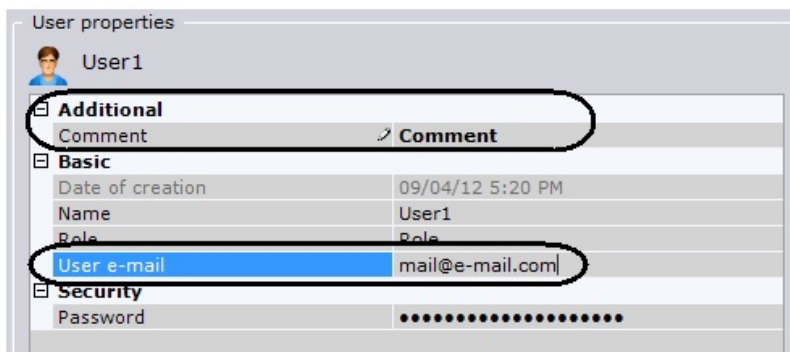 User properties
User1
Additional
Comment Comment
Basic
Date of creation 09/04/12 5:20 PM
Name User1
Role Role
User e-mail mail@e-mail.com
Security
Password ••••••••••••••••••••